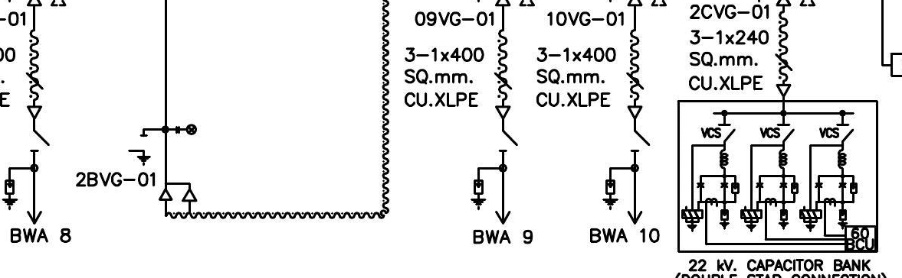 -01
09VG-01
10VG-01
2CVG-01
3-1x400
SQ.mm.
CU.XLPE
3-1x400
SQ.mm.
CU.XLPE
3-1x240
SQ.mm.
CU.XLPE
VCS
VCS
VCS
2BVG-01
BWA 8
BWA 9
BWA 10
60
BCU
22 kV. CAPACITOR BANK
(DOUBLE STAR CONNECTION)